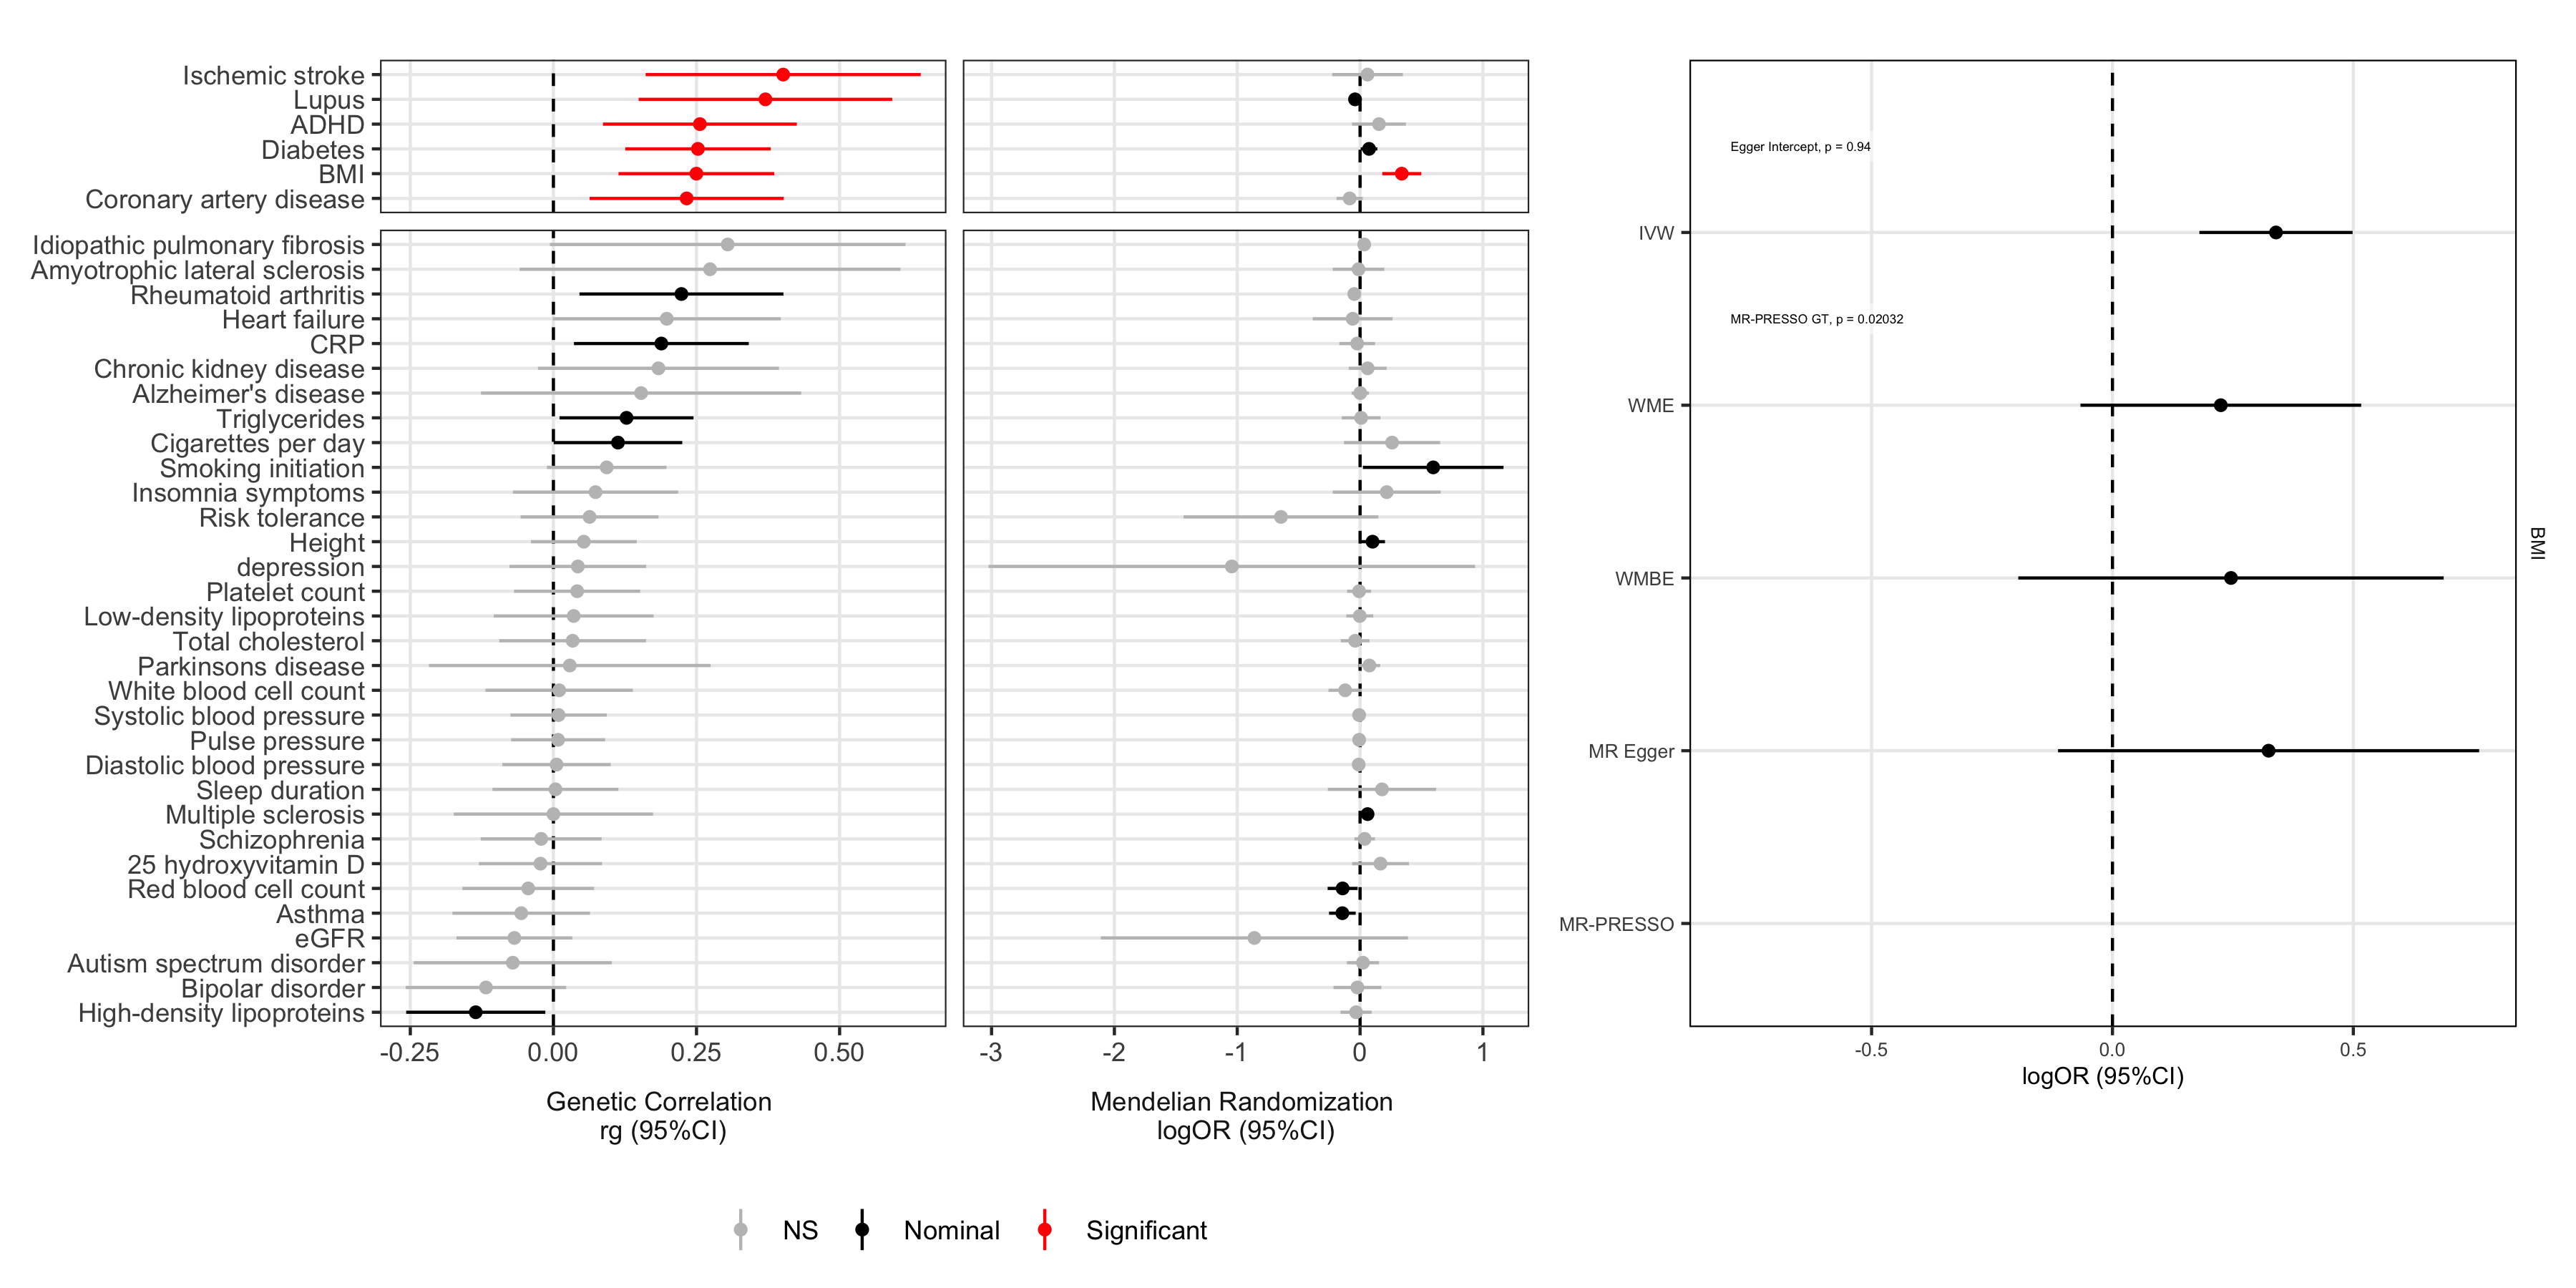 Ischemic stroke
Lupus
ADHD
Diabetes
BMI
Coronary artery disease
Idiopathic pulmonary fibrosis
Amyotrophic lateral sclerosis
Rheumatoid arthritis
Heart failure
CRP
Chronic kidney disease
Alzheimer's disease
Triglycerides
Cigarettes per day
Smoking initiation
Insomnia symptoms
Risk tolerance
Height
depression
Platelet count
Low-density lipoproteins
Total cholesterol
Parkinsons disease
White blood cell count
Systolic blood pressure
Pulse pressure
Diastolic blood pressure
Sleep duration
Multiple sclerosis
Schizophrenia
25 hydroxyvitamin D
Red blood cell count
Asthma
eGFR
Autism spectrum disorder
Bipolar disorder
High-density lipoproteins
-0.25 0.00 0.25 0.50
Genetic Correlation
rg (95%CI)
-3 -2 -1 0 1
Mendelian Randomization
logOR (95%CI)
Egger Intercept, p = 0.94
IVW
MR-PRESSO GT, p = 0.02032
WME
WMBE
MR Egger
MR-PRESSO
-0.5 0.0 0.5
logOR (95%CI)
BMI
NS Nominal Significant